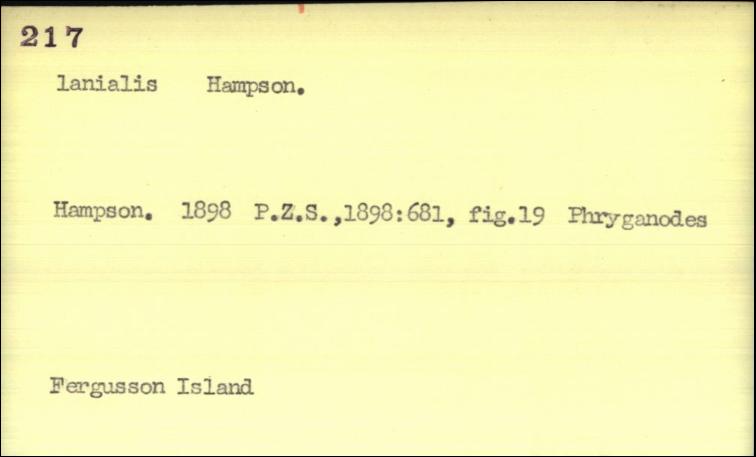 217
lanialis Hampson.
Hampson. 1898 P.Z.S.,1898:681, fig.19 Phryganodes
Fergusson Island